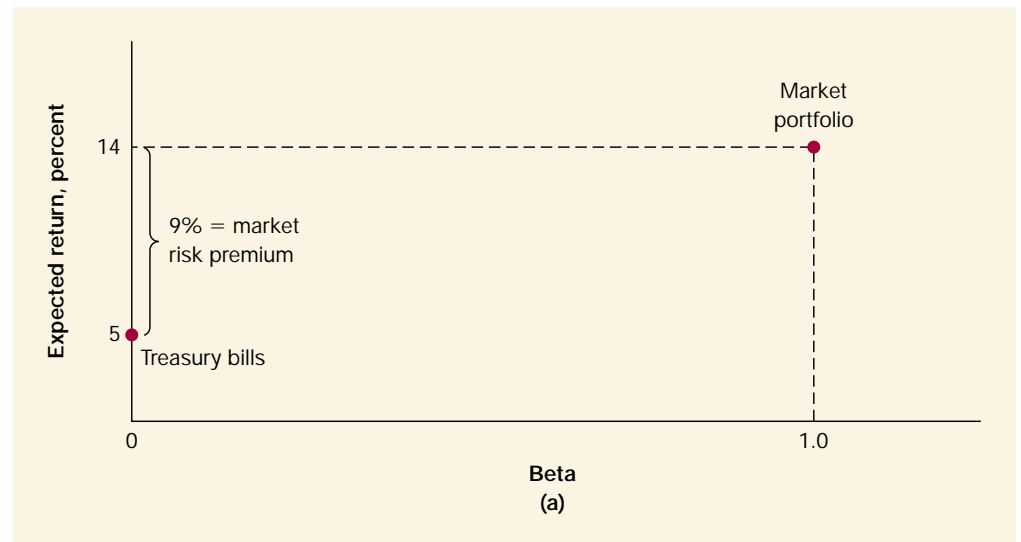 Market
portfolio
14
Expected return, percent
9% = market
risk premium
5
Treasury bills
0
1.0
Beta
(a)